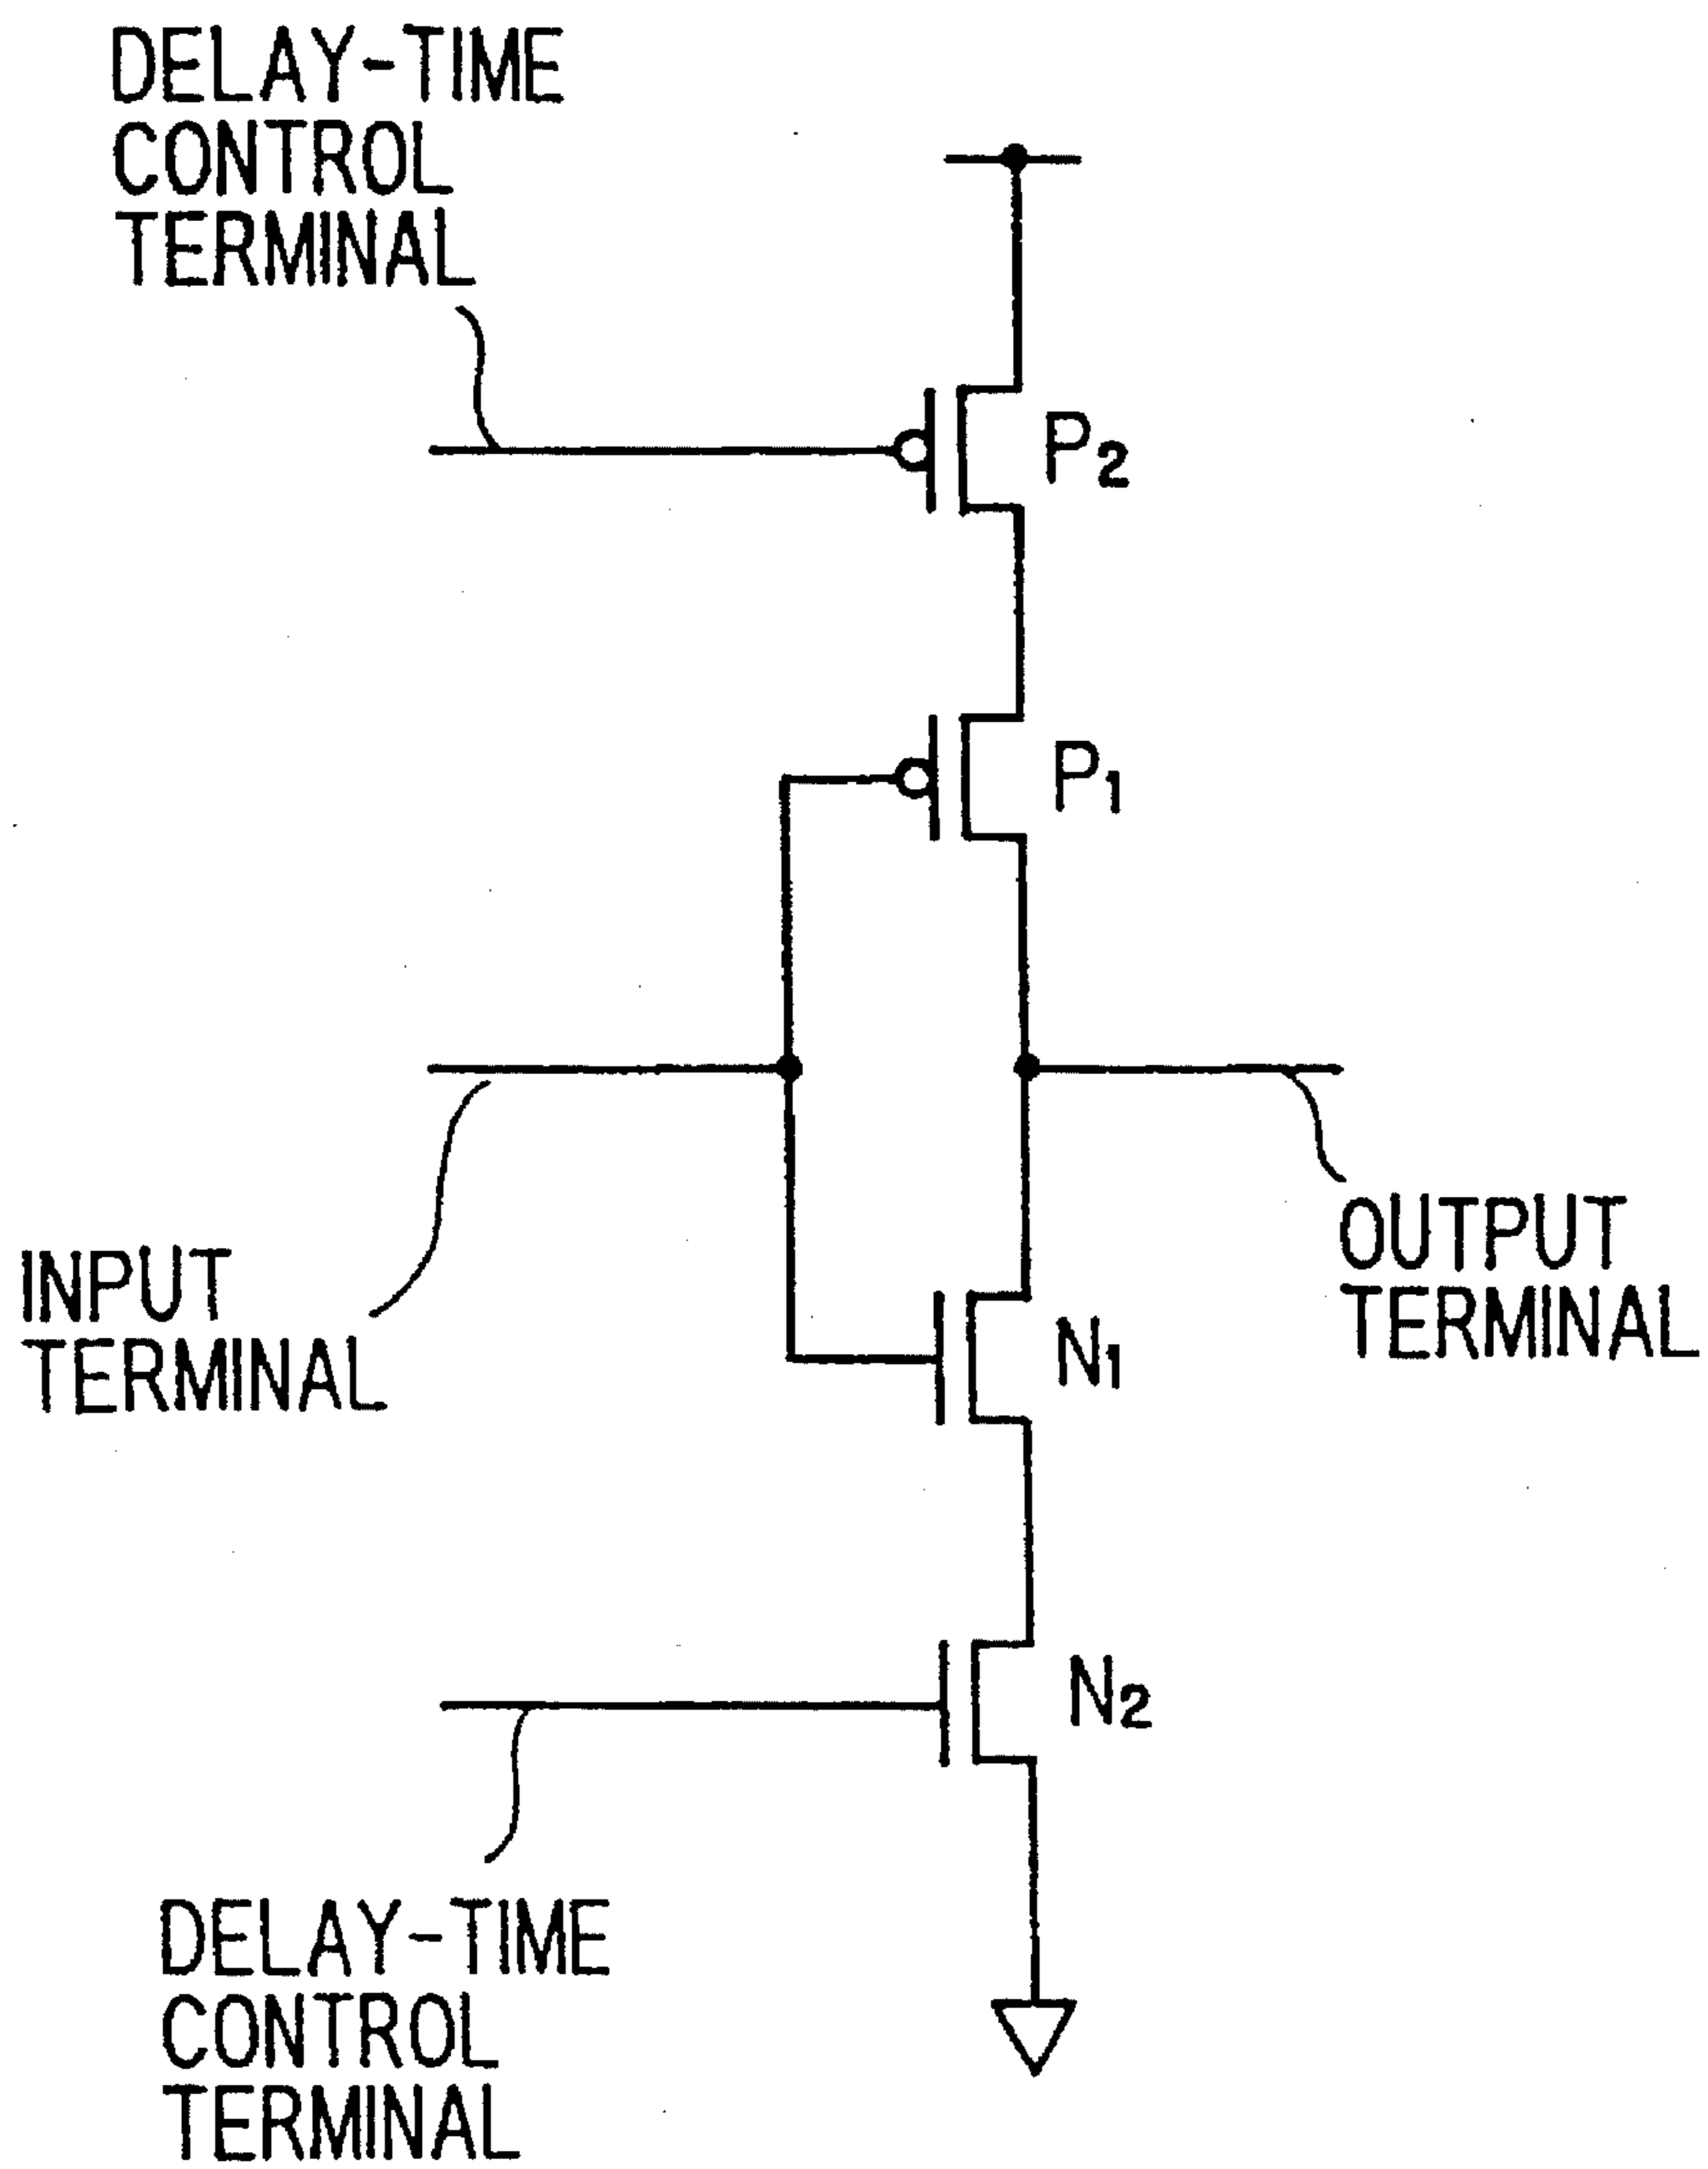 DELAY-TIME
CONTROL
TERMINAL
P2
P1
INPUT
TERMINAL
OUTPUT
TERMINAL
N1
N2
DELAY-TIME
CONTROL
TERMINAL